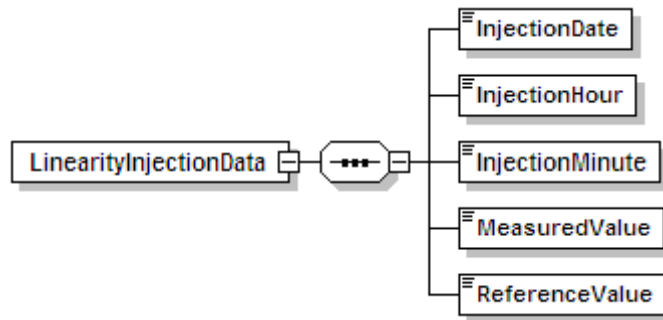 InjectionDate
InjectionHour
LinearityInjectionData
InjectionMinute
MeasuredValue
ReferenceValue